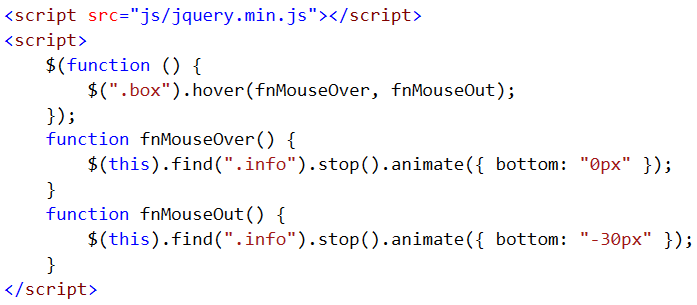 <script src="js/jquery.min.js"></script>
<script>
    $(function () {
        $(".box").hover(fnMouseOver, fnMouseOut);
    });
    function fnMouseOver() {
        $(this).find(".info").stop().animate({ bottom: "0px" });
    }
    function fnMouseOut() {
        $(this).find(".info").stop().animate({ bottom: "-30px" });
    }
</script>